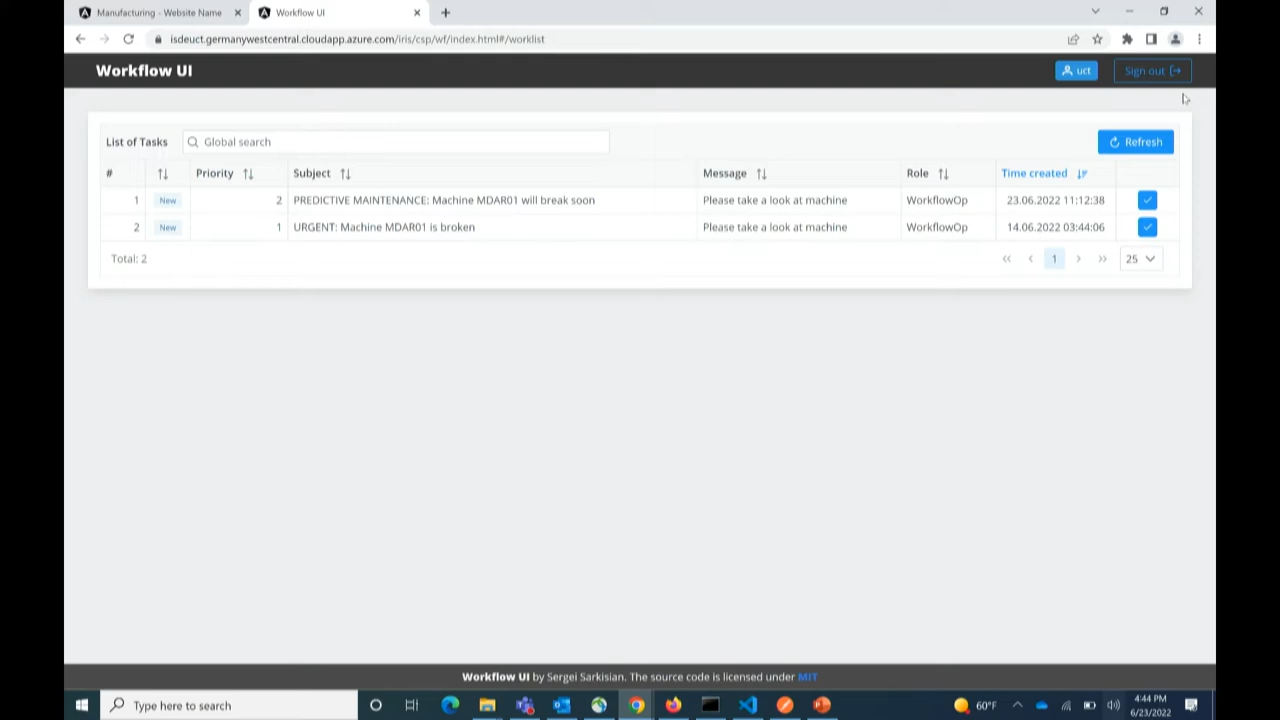 Manufacturing - Website Name
Workflow UI
isdeuct.germanywestcentral.cloudapp.azure.com/iris/csp/wf/index.html#/worklist
Workflow UI
uct
Sign out
List of Tasks
Global search
Refresh
# Priority Subject Message Role Time created
1 New 2 PREDICTIVE MAINTENANCE: Machine MDAR01 will break soon Please take a look at machine WorkflowOp 23.06.2022 11:12:38
2 New 1 URGENT: Machine MDAR01 is broken Please take a look at machine WorkflowOp 14.06.2022 03:44:06
Total: 2
1
25
Workflow UI by Sergei Sarkisian. The source code is licensed under MIT
Type here to search
60°F
4:44 PM
6/23/2022